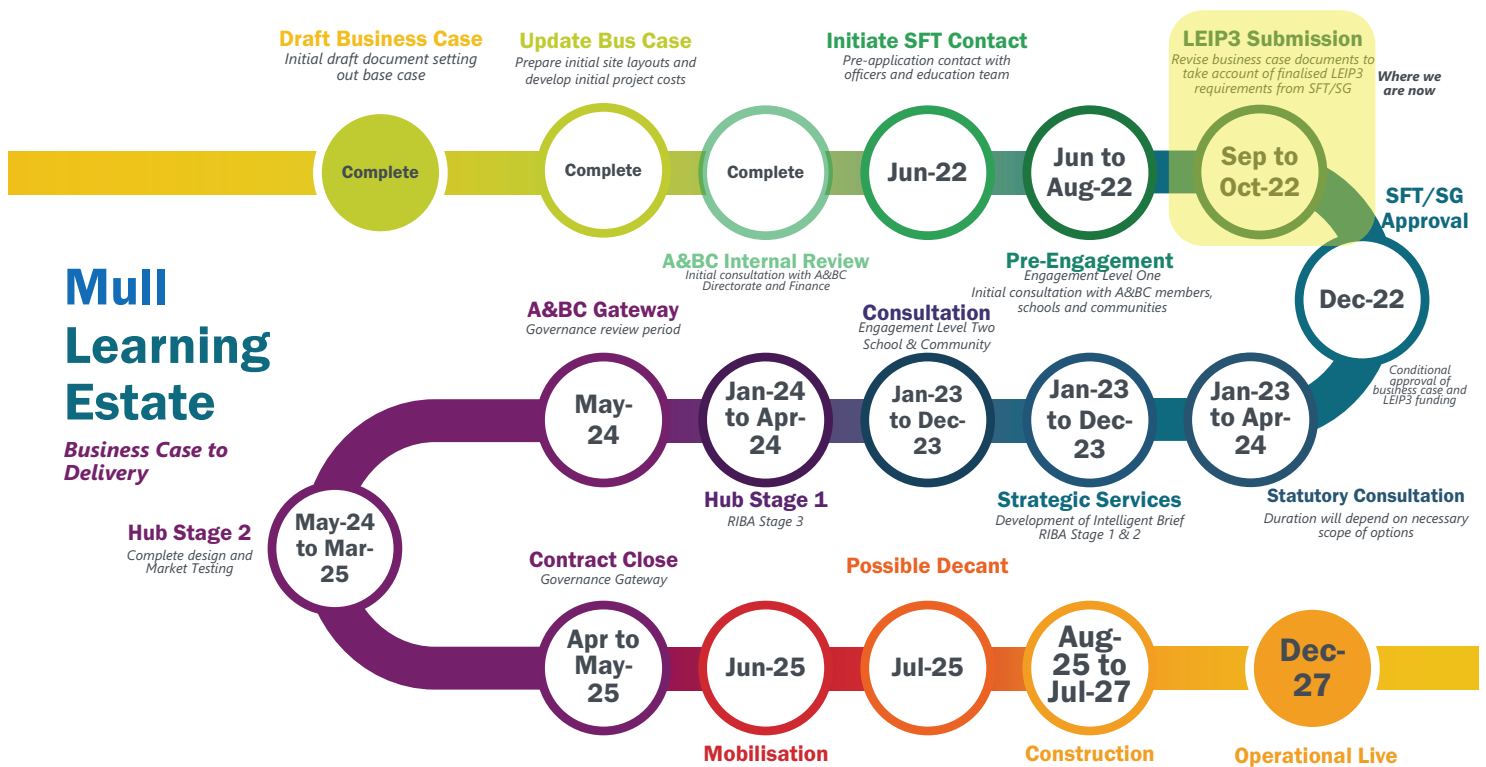 Draft Business Case
Initial draft document setting
out base case
Update Bus Case
Prepare initial site layouts and
develop initial project costs
Initiate SFT Contact
Pre-application contact with
officers and education team
LEIP3 Submission
Revise business case documents to
take account of finalised LEIP3
requirements from SFT/SG
Where we
are now
Complete
Complete
Complete
Jun-22
Jun to
Aug-22
Sep to
Oct-22
SFT/SG
Approval
A&BC Internal Review
Initial consultation with A&BC
Directorate and Finance
Pre-Engagement
Engagement Level One
Initial consultation with A&BC members,
schools and communities
Dec-22
Conditional
approval of
business case and
LEIP3 funding
Mull
Learning
Estate
Business Case to
Delivery
A&BC Gateway
Governance review period
Consultation
Engagement Level Two
School & Community
May-
24
Jan-24
to Apr-
24
Jan-23
to Dec-
23
Jan-23
to Dec-
23
Jan-23
to Apr-
24
Hub Stage 1
RIBA Stage 3
Strategic Services
Development of Intelligent Brief
RIBA Stage 1 & 2
Statutory Consultation
Duration will depend on necessary
scope of options
Hub Stage 2
Complete design and
Market Testing
May-24
to Mar-
25
Contract Close
Governance Gateway
Possible Decant
Apr to
May-
25
Jun-25
Jul-25
Aug-
25 to
Jul-27
Dec-
27
Mobilisation
Construction
Operational Live